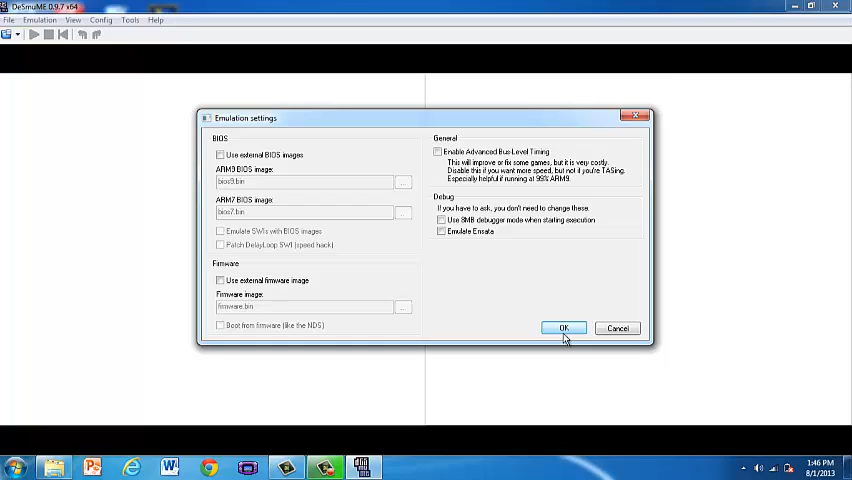 DeSmuME 0.9.7 x64
File Emulation View Config Tools Help
Emulation settings
BIOS
Use external BIOS images
ARM9 BIOS image:
bios9.bin
...
ARM7 BIOS image:
bios7.bin
...
Emulate SWIs with BIOS images
Patch DelayLoop SWI (speed hack)
Firmware
Use external firmware image
Firmware image:
firmware.bin
...
Boot from firmware (like the NDS)
General
Enable Advanced Bus-Level Timing
This will improve or fix some games, but it is very costly.
Disable this if you want more speed, but not if you're TASing.
Especially helpful if running at 99% ARM9.
Debug
If you have to ask, you don't need to change these.
Use 8MB debugger mode when starting execution
Emulate Ensata
OK Cancel
1:46 PM
8/1/2013